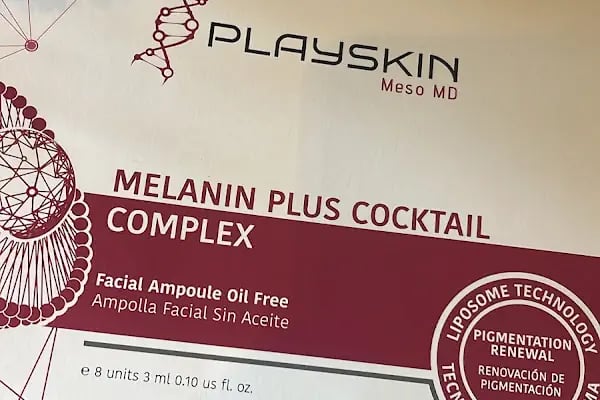 PLAYSKIN
Meso MD
MELANIN PLUS COCKTAIL
COMPLEX
Facial Ampoule Oil Free
Ampolla Facial Sin Aceite
℮ 8 units 3 ml 0.10 us fl. oz.
LIPOSOME TECHNOLOGY
PIGMENTATION
RENEWAL
RENOVACIÓN DE
PIGMENTACIÓN